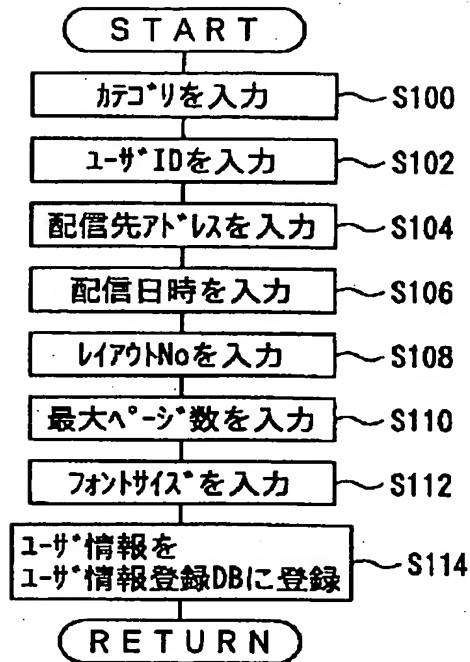 START
カテゴリを入力 S100
ユーザIDを入力 S102
配信先アドレスを入力 S104
配信日時を入力 S106
レイアウトNoを入力 S108
最大ページ数を入力 S110
フォントサイズを入力 S112
ユーザ情報を
ユーザ情報登録DBに登録 S114
RETURN